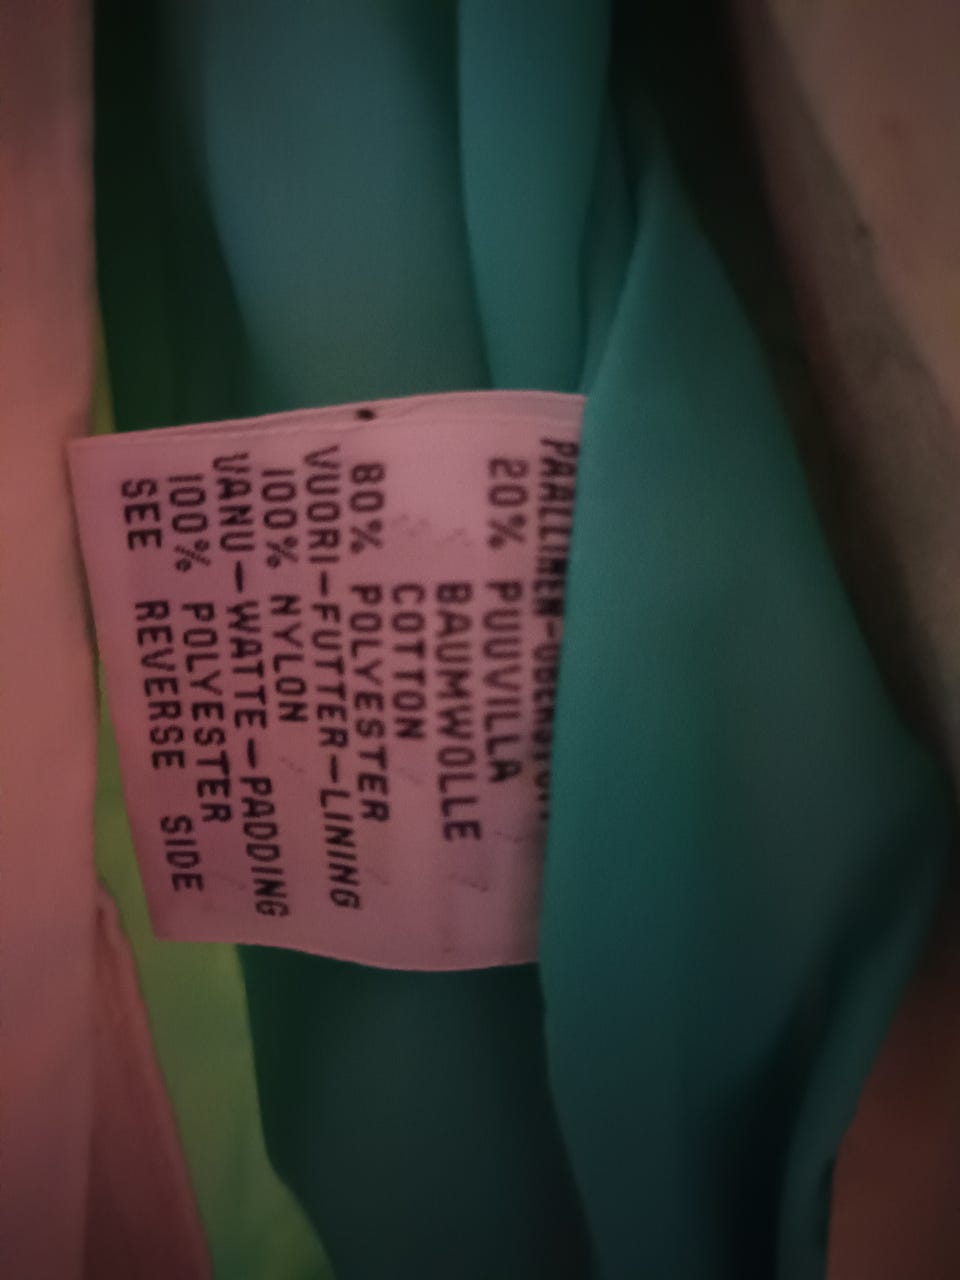 20% PUUVILLA
BAUMWOLLE
COTTON
80% POLYESTER
VUORI-FUTTER-LINING
100% NYLON
VANU-WATTE-PADDING
100% POLYESTER
SEE REVERSE SIDE